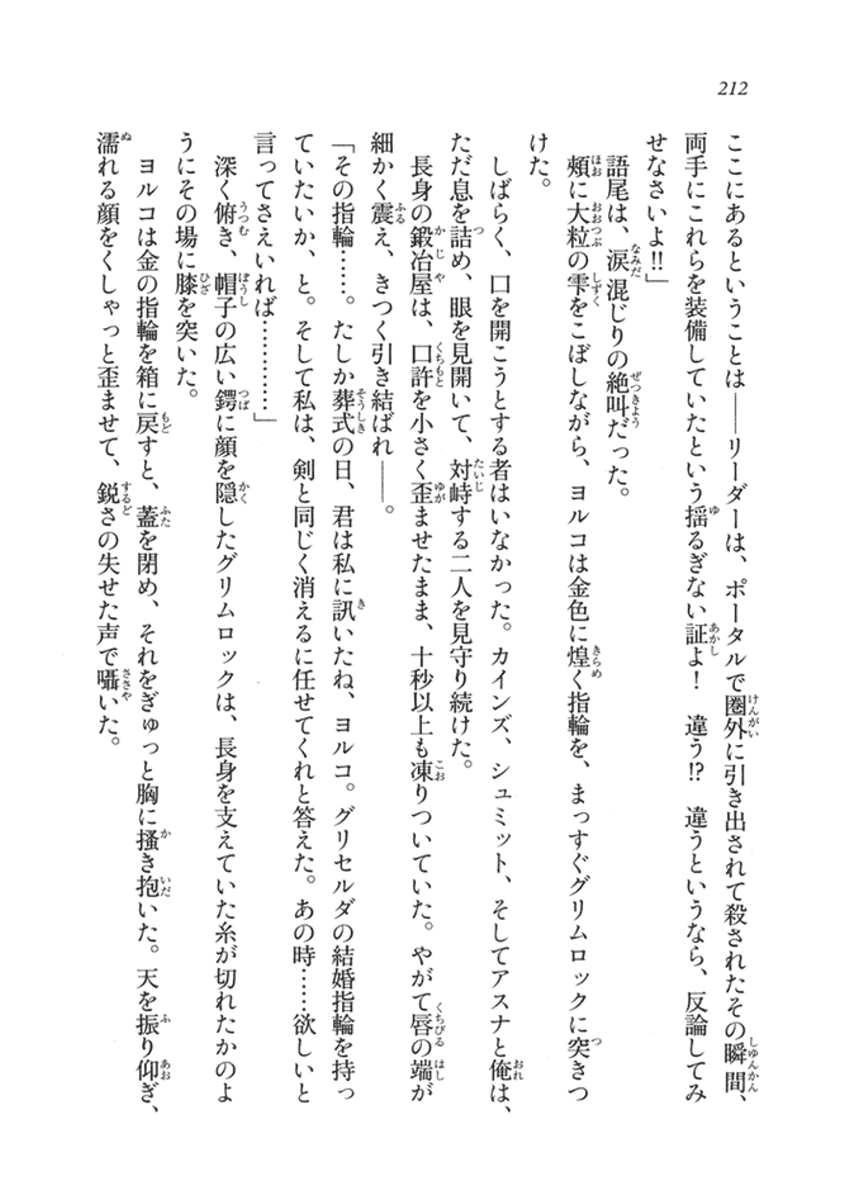 212
ここにあるということは――リーダーは、ポータルで圏外に引き出されて殺されたその瞬間、
両手にこれらを装備していたという揺るぎない証よ！　違う!?　違うというなら、反論してみ
せなさいよ!!」
語尾は、涙混じりの絶叫だった。
頰に大粒の雫をこぼしながら、ヨルコは金色に煌く指輪を、まっすぐグリムロックに突きつ
けた。
しばらく、口を開こうとする者はいなかった。カインズ、シュミット、そしてアスナと俺は、
ただ息を詰め、眼を見開いて、対峙する二人を見守り続けた。
長身の鍛冶屋は、口許を小さく歪ませたまま、十秒以上も凍りついていた。やがて唇の端が
細かく震え、きつく引き結ばれ――。
「その指輪……。たしか葬式の日、君は私に訊いたね、ヨルコ。グリセルダの結婚指輪を持っ
ていたいか、と。そして私は、剣と同じく消えるに任せてくれと答えた。あの時……欲しいと
言ってさえいれば…………」
深く俯き、帽子の広い鍔に顔を隠したグリムロックは、長身を支えていた糸が切れたかのよ
うにその場に膝を突いた。
ヨルコは金の指輪を箱に戻すと、蓋を閉め、それをぎゅっと胸に搔き抱いた。天を振り仰ぎ、
濡れる顔をくしゃっと歪ませて、鋭さの失せた声で囁いた。